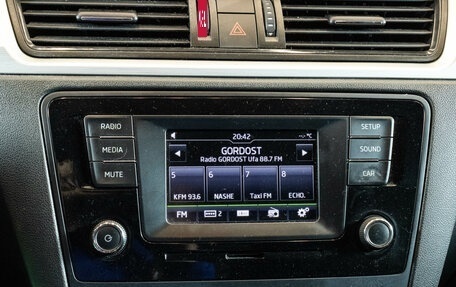 20:42
--°C
GORDOST
Radio GORDOST Ufa 88.7 FM
5 6 7 8
KFM 93.6 NASHE Taxi FM ECHO.
FM 2
RADIO
MEDIA
MUTE
SETUP
SOUND
CAR